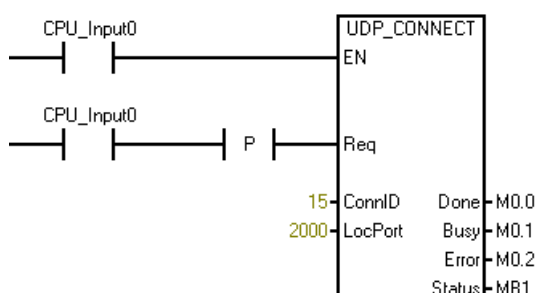 CPU_Input0 UDP_CONNECT
EN
CPU_Input0
P Req
15 ConnID Done M0.0
2000 LocPort Busy M0.1
Error M0.2
Status MB1